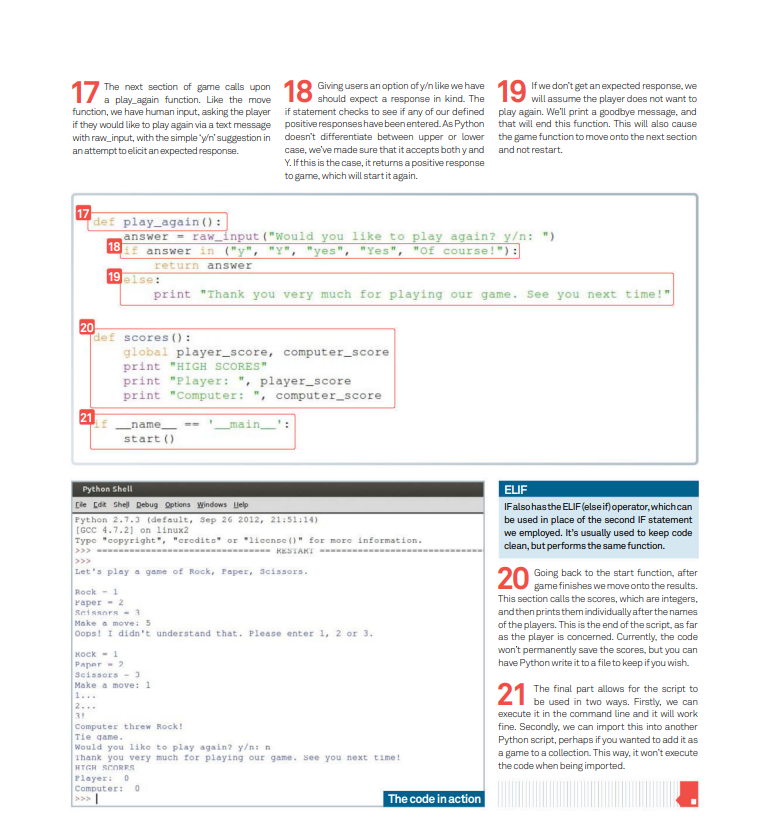 17 The next section of game calls upon
a play_again function. Like the move
function, we have human input, asking the player
if they would like to play again via a text message
with raw_input, with the simple 'y/n' suggestion in
an attempt to elicit an expected response.
18 Giving users an option of y/n like we have
should expect a response in kind. The
if statement checks to see if any of our defined
positive responses have been entered. As Python
doesn't differentiate between upper or lower
case, we've made sure that it accepts both y and
Y. If this is the case, it returns a positive response
to game, which will start it again.
19 If we don't get an expected response, we
will assume the player does not want to
play again. We'll print a goodbye message, and
that will end this function. This will also cause
the game function to move onto the next section
and not restart.
17
def play_again():
answer = raw_input("Would you like to play again? y/n: ")
18 if answer in ("y", "Y", "yes", "Yes", "Of course!"):
return answer
19 else:
print "Thank you very much for playing our game. See you next time!"
20
def scores():
global player_score, computer_score
print "HIGH SCORES"
print "Player: ", player_score
print "Computer: ", computer_score
21
if __name__ == '__main__':
start()
Python Shell
File Edit Shell Debug Options Windows Help
Python 2.7.3 (default, Sep 26 2012, 21:51:14)
[GCC 4.7.2] on linux2
Type "copyright", "credits" or "license()" for more information.
>>> ================================ RESTART ================================
>>>
Let's play a game of Rock, Paper, Scissors.
Rock = 1
Paper = 2
Scissors = 3
Make a move: 5
Oops! I didn't understand that. Please enter 1, 2 or 3.
Rock = 1
Paper = 2
Scissors = 3
Make a move: 1
1...
2...
3!
Computer threw Rock!
Tie game.
Would you like to play again? y/n: n
Thank you very much for playing our game. See you next time!
HIGH SCORES
Player: 0
Computer: 0
>>>
The code in action
ELIF
IF also has the ELIF (else if) operator, which can
be used in place of the second IF statement
we employed. It's usually used to keep code
clean, but performs the same function.
20 Going back to the start function, after
game finishes we move onto the results.
This section calls the scores, which are integers,
and then prints them individually after the names
of the players. This is the end of the script, as far
as the player is concerned. Currently, the code
won't permanently save the scores, but you can
have Python write it to a file to keep if you wish.
21 The final part allows for the script to
be used in two ways. Firstly, we can
execute it in the command line and it will work
fine. Secondly, we can import this into another
Python script, perhaps if you wanted to add it as
a game to a collection. This way, it won't execute
the code when being imported.